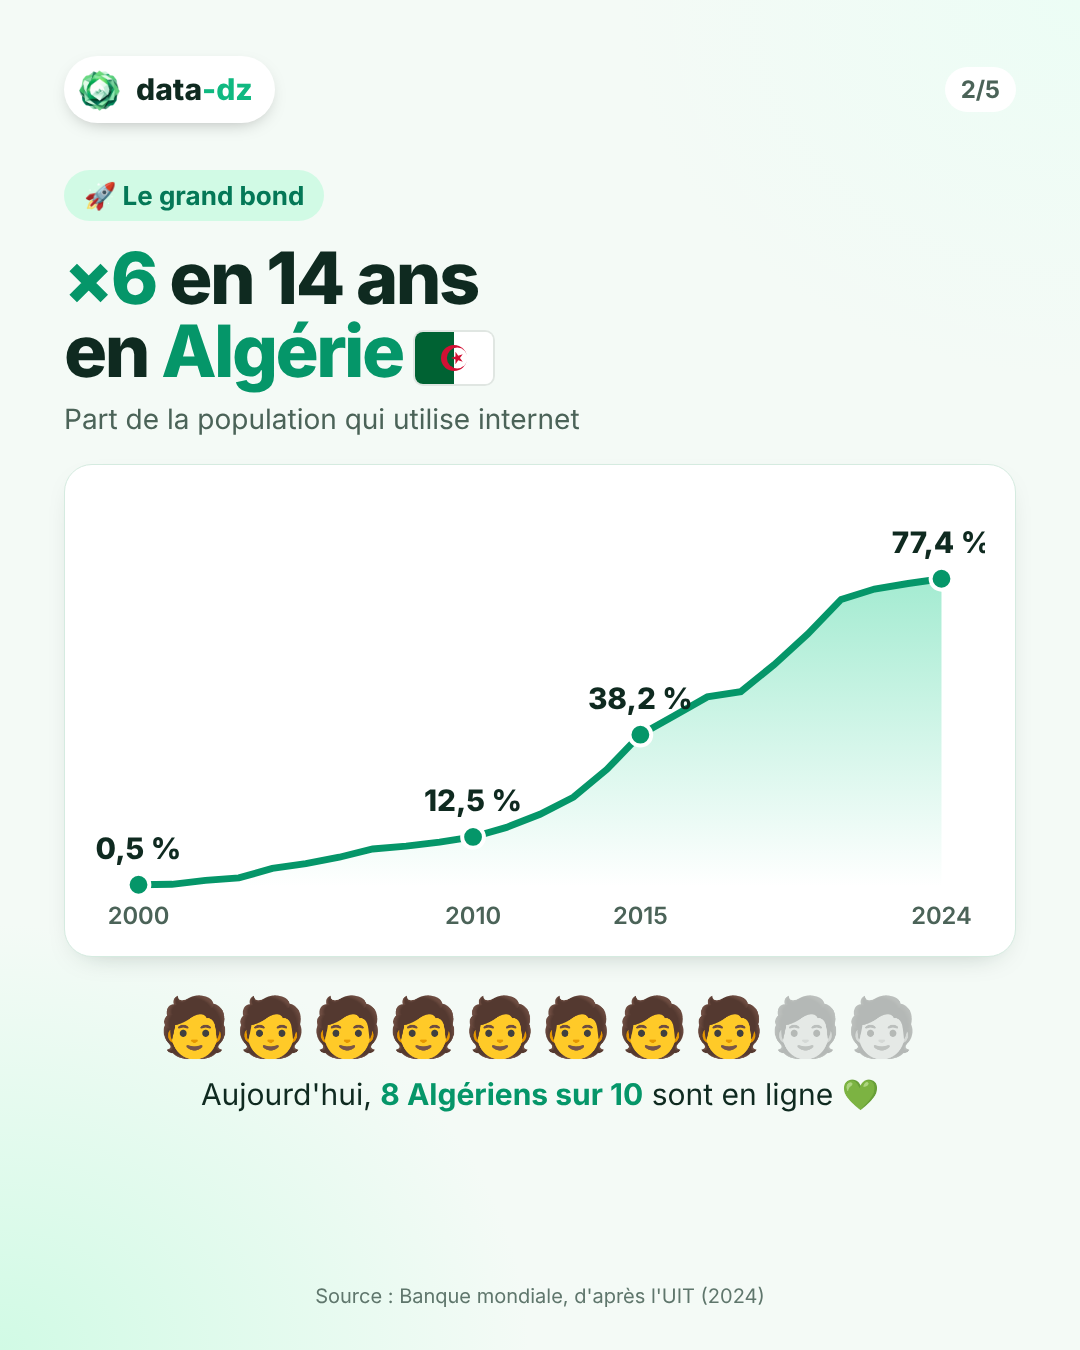 data-dz
2/5
🚀 Le grand bond
×6 en 14 ans
en Algérie
Part de la population qui utilise internet
77,4 %
38,2 %
12,5 %
0,5 %
2000 2010 2015 2024
Aujourd'hui, 8 Algériens sur 10 sont en ligne 💚
Source : Banque mondiale, d'après l'UIT (2024)